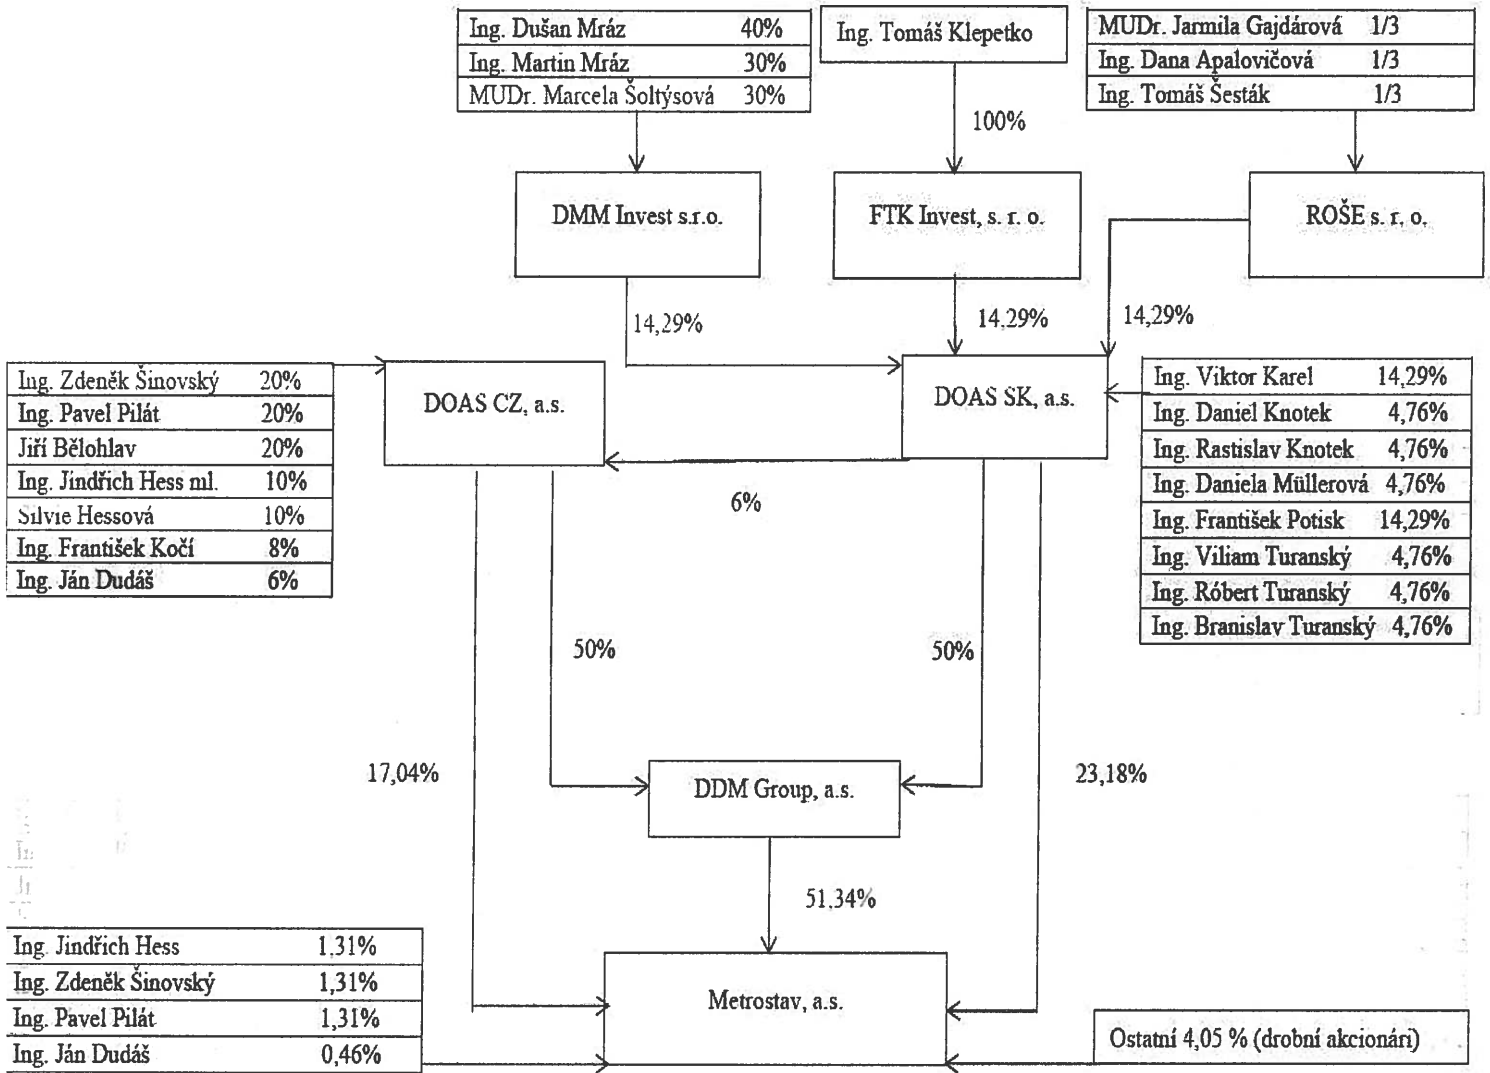 Ing. Dušan Mráz 40%
Ing. Martin Mráz 30%
MUDr. Marcela Šoltýsová 30%
Ing. Tomáš Klepetko
MUDr. Jarmila Gajdárová 1/3
Ing. Dana Apalovičová 1/3
Ing. Tomáš Šesták 1/3
100%
DMM Invest s.r.o.
FTK Invest, s. r. o.
ROŠE s. r. o.
14,29%
14,29%
14,29%
Ing. Zdeněk Šinovský 20%
Ing. Pavel Pilát 20%
Jiří Bělohlav 20%
Ing. Jindřich Hess ml. 10%
Silvie Hessová 10%
Ing. František Kočí 8%
Ing. Ján Dudáš 6%
DOAS CZ, a.s.
DOAS SK, a.s.
Ing. Viktor Karel 14,29%
Ing. Daniel Knotek 4,76%
Ing. Rastislav Knotek 4,76%
Ing. Daniela Müllerová 4,76%
Ing. František Potisk 14,29%
Ing. Viliam Turanský 4,76%
Ing. Róbert Turanský 4,76%
Ing. Branislav Turanský 4,76%
6%
50%
50%
17,04%
DDM Group, a.s.
23,18%
51,34%
Ing. Jindřich Hess 1,31%
Ing. Zdeněk Šinovský 1,31%
Ing. Pavel Pilát 1,31%
Ing. Ján Dudáš 0,46%
Metrostav, a.s.
Ostatní 4,05 % (drobní akcionári)